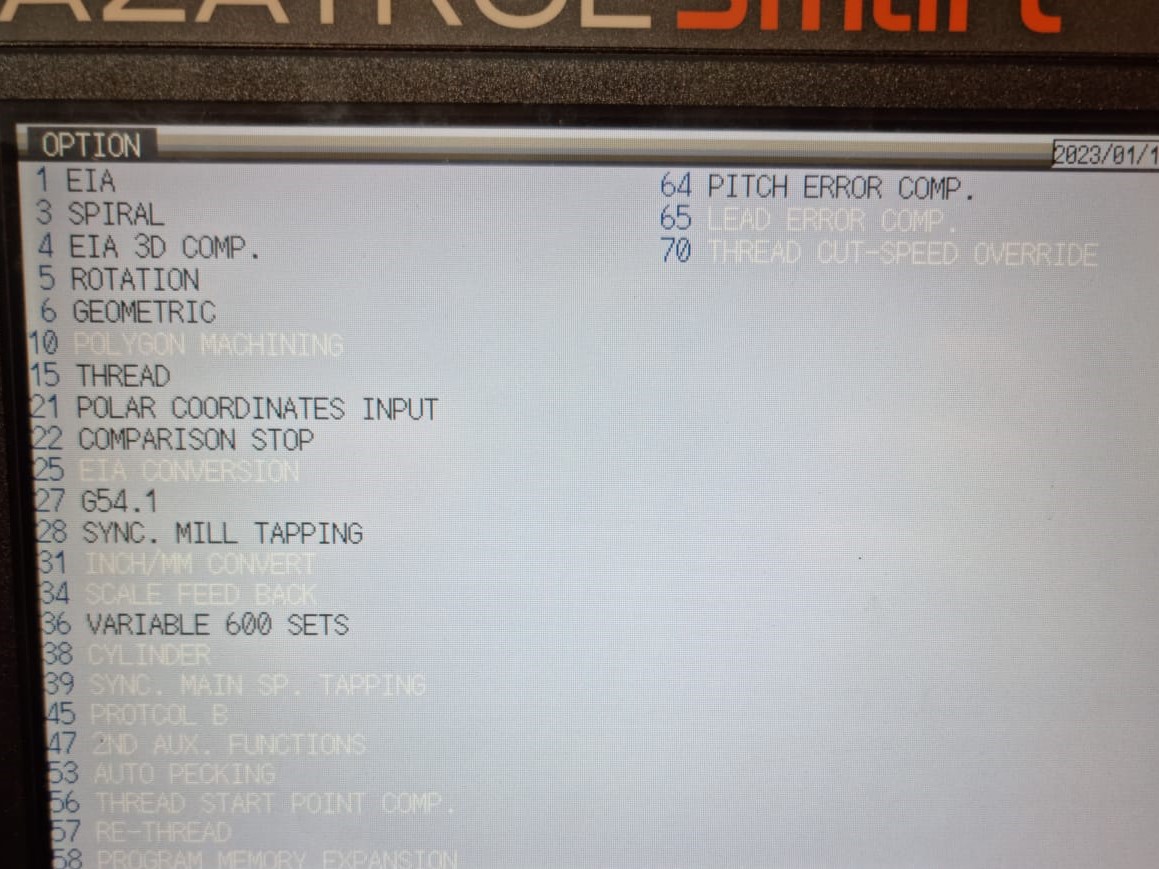 AZATROL Smart
OPTION
2023/01/1
1 EIA
3 SPIRAL
4 EIA 3D COMP.
5 ROTATION
6 GEOMETRIC
10 POLYGON MACHINING
15 THREAD
21 POLAR COORDINATES INPUT
22 COMPARISON STOP
25 EIA CONVERSION
27 G54.1
28 SYNC. MILL TAPPING
31 INCH/MM CONVERT
34 SCALE FEED BACK
36 VARIABLE 600 SETS
38 CYLINDER
39 SYNC. MAIN SP. TAPPING
45 PROTCOL B
47 2ND AUX. FUNCTIONS
53 AUTO PECKING
56 THREAD START POINT COMP.
57 RE-THREAD
58 PROGRAM MEMORY EXPANSION
64 PITCH ERROR COMP.
65 LEAD ERROR COMP.
70 THREAD CUT-SPEED OVERRIDE